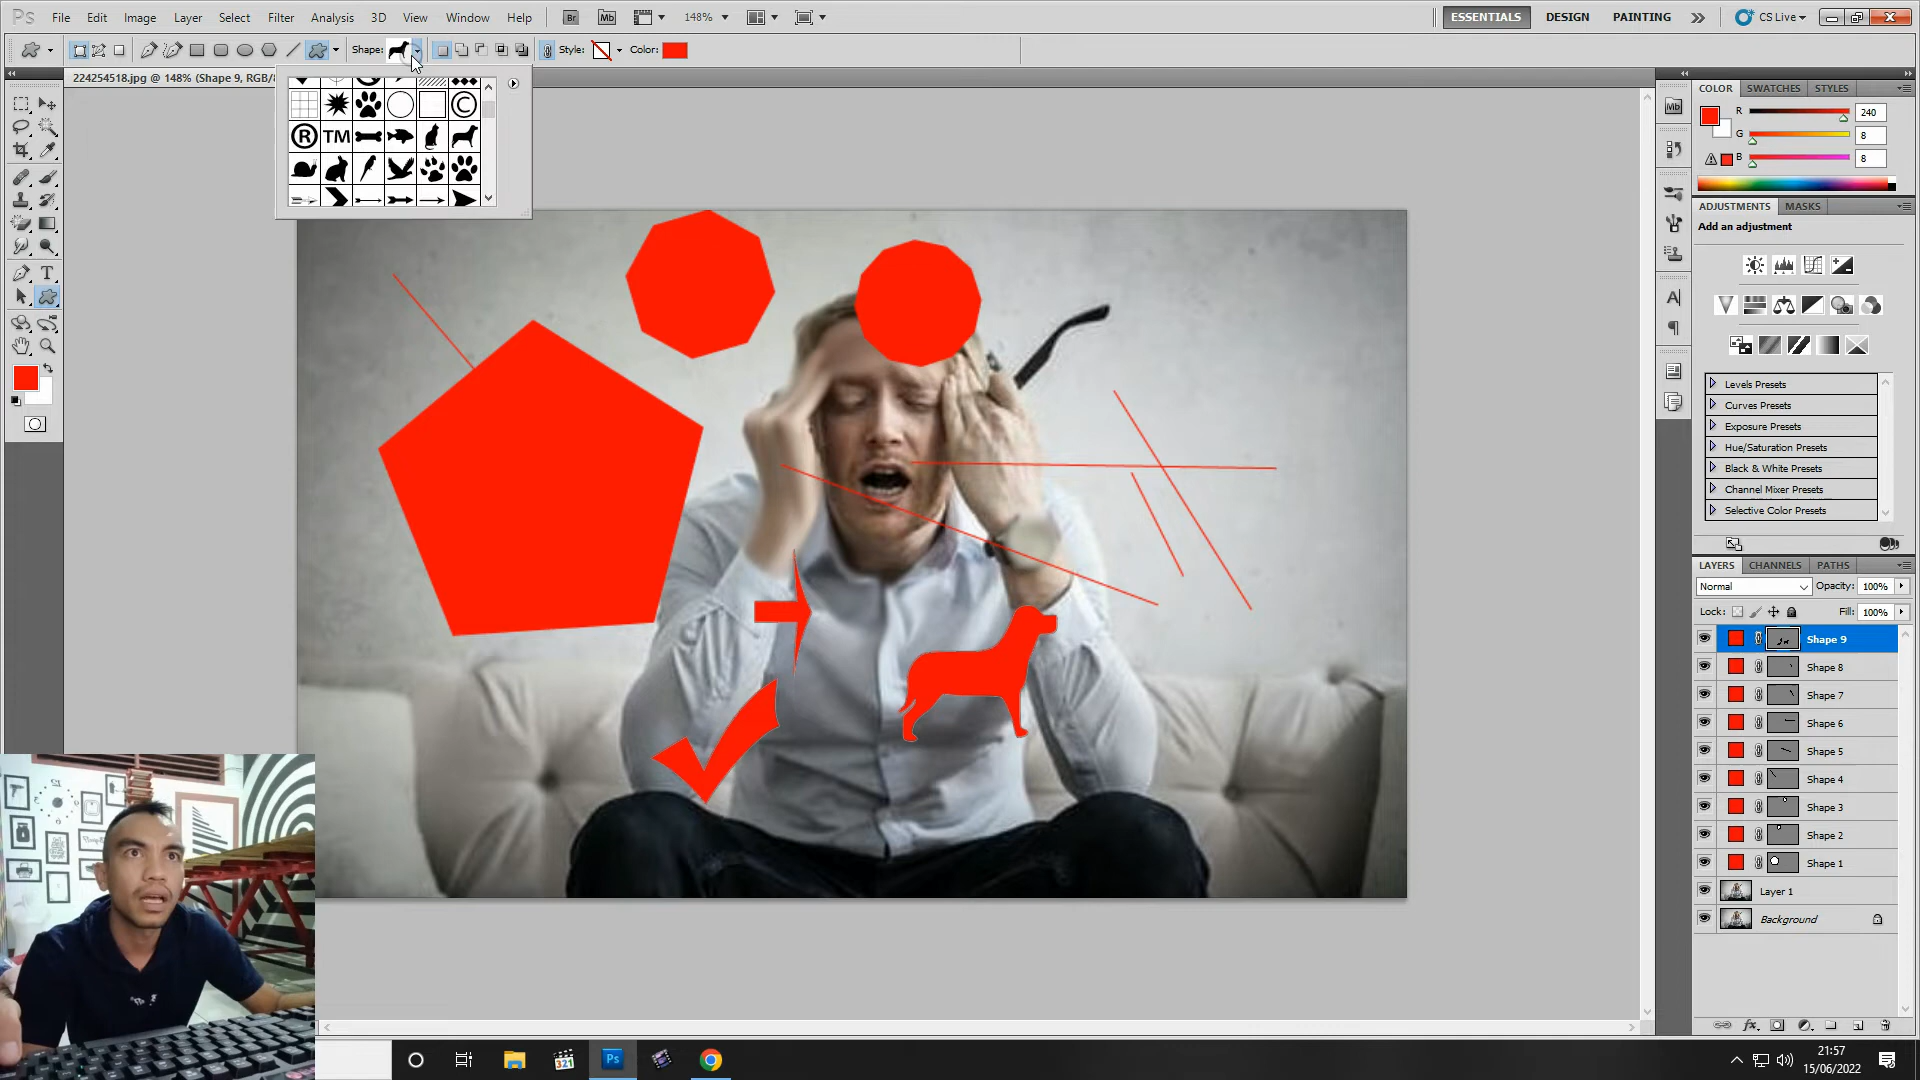 Ps File Edit Image Layer Select Filter Analysis 3D View Window Help Br Mb 148% ESSENTIALS DESIGN PAINTING CS Live
Shape: Style: Color:
224254518.jpg @ 148% (Shape 9, RGB/8
® TM ©
COLOR SWATCHES STYLES
Mb
R 240
G 8
B 8
ADJUSTMENTS MASKS
Add an adjustment
Levels Presets
Curves Presets
Exposure Presets
Hue/Saturation Presets
Black & White Presets
Channel Mixer Presets
Selective Color Presets
LAYERS CHANNELS PATHS
Normal Opacity: 100%
Lock: Fill: 100%
Shape 9
Shape 8
Shape 7
Shape 6
Shape 5
Shape 4
Shape 3
Shape 2
Shape 1
Layer 1
Background
321 Ps
21:57
15/06/2022